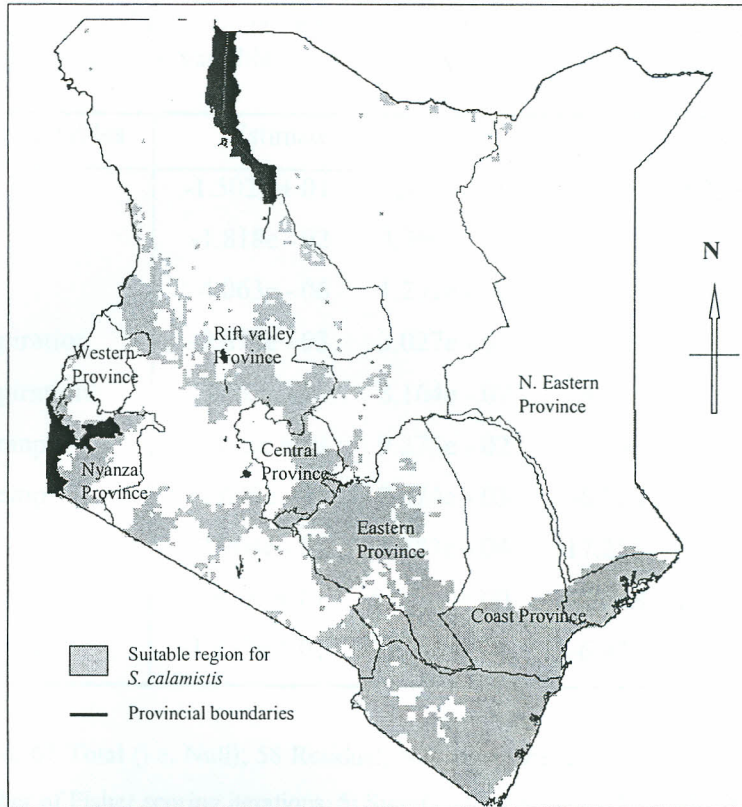 N
Rift valley
Province
Western
Province
N. Eastern
Province
Nyanza
Province
Central
Province
Eastern
Province
Coast Province
Suitable region for
S. calamistis
Provincial boundaries